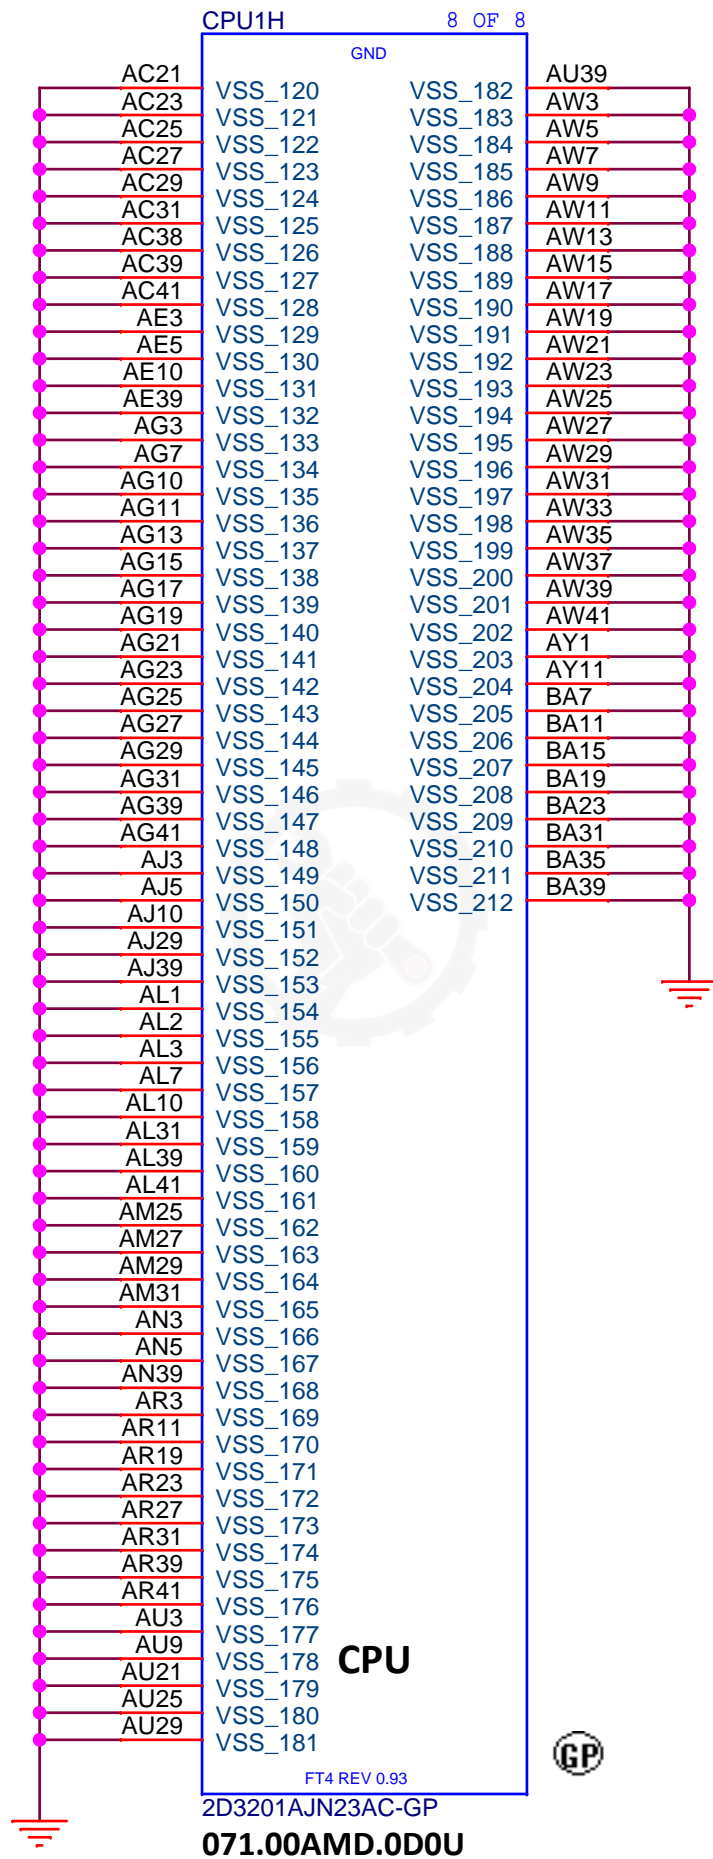 CPU1H 8 OF 8
GND
AC21 VSS_120 VSS_182 AU39
AC23 VSS_121 VSS_183 AW3
AC25 VSS_122 VSS_184 AW5
AC27 VSS_123 VSS_185 AW7
AC29 VSS_124 VSS_186 AW9
AC31 VSS_125 VSS_187 AW11
AC38 VSS_126 VSS_188 AW13
AC39 VSS_127 VSS_189 AW15
AC41 VSS_128 VSS_190 AW17
AE3 VSS_129 VSS_191 AW19
AE5 VSS_130 VSS_192 AW21
AE10 VSS_131 VSS_193 AW23
AE39 VSS_132 VSS_194 AW25
AG3 VSS_133 VSS_195 AW27
AG7 VSS_134 VSS_196 AW29
AG10 VSS_135 VSS_197 AW31
AG11 VSS_136 VSS_198 AW33
AG13 VSS_137 VSS_199 AW35
AG15 VSS_138 VSS_200 AW37
AG17 VSS_139 VSS_201 AW39
AG19 VSS_140 VSS_202 AW41
AG21 VSS_141 VSS_203 AY1
AG23 VSS_142 VSS_204 AY11
AG25 VSS_143 VSS_205 BA7
AG27 VSS_144 VSS_206 BA11
AG29 VSS_145 VSS_207 BA15
AG31 VSS_146 VSS_208 BA19
AG39 VSS_147 VSS_209 BA23
AG41 VSS_148 VSS_210 BA31
AJ3 VSS_149 VSS_211 BA35
AJ5 VSS_150 VSS_212 BA39
AJ10 VSS_151
AJ29 VSS_152
AJ39 VSS_153
AL1 VSS_154
AL2 VSS_155
AL3 VSS_156
AL7 VSS_157
AL10 VSS_158
AL31 VSS_159
AL39 VSS_160
AL41 VSS_161
AM25 VSS_162
AM27 VSS_163
AM29 VSS_164
AM31 VSS_165
AN3 VSS_166
AN5 VSS_167
AN39 VSS_168
AR3 VSS_169
AR11 VSS_170
AR19 VSS_171
AR23 VSS_172
AR27 VSS_173
AR31 VSS_174
AR39 VSS_175
AR41 VSS_176
AU3 VSS_177
AU9 VSS_178
AU21 VSS_179
AU25 VSS_180
AU29 VSS_181
CPU
GP
FT4 REV 0.93
2D3201AJN23AC-GP
071.00AMD.0D0U